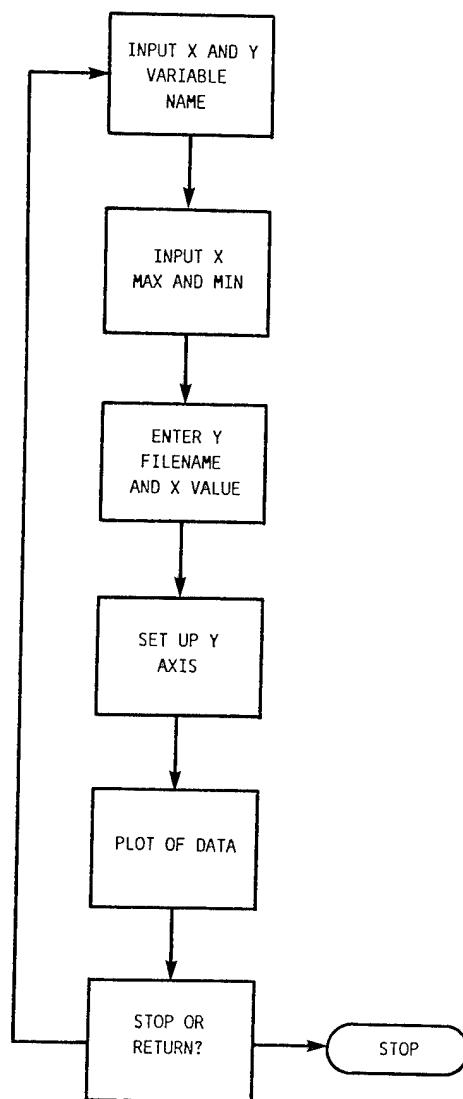 INPUT X AND Y
VARIABLE
NAME
INPUT X
MAX AND MIN
ENTER Y
FILENAME
AND X VALUE
SET UP Y
AXIS
PLOT OF DATA
STOP OR
RETURN?
STOP